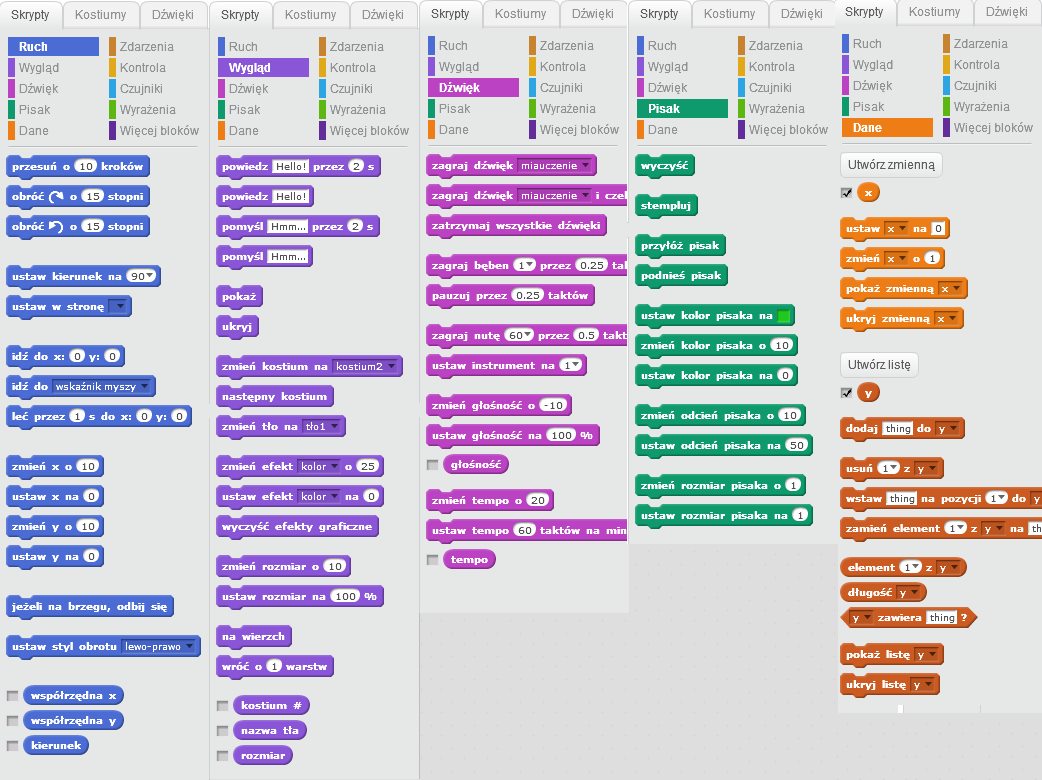 Skrypty Kostiumy Dźwięki
Ruch Zdarzenia
Wygląd Kontrola
Dźwięk Czujniki
Pisak Wyrażenia
Dane Więcej bloków
przesuń o 10 kroków
obróć o 15 stopni
obróć o 15 stopni
ustaw kierunek na 90
ustaw w stronę
idź do x: 0 y: 0
idź do wskaźnik myszy
leć przez 1 s do x: 0 y: 0
zmień x o 10
ustaw x na 0
zmień y o 10
ustaw y na 0
jeżeli na brzegu, odbij się
ustaw styl obrotu lewo-prawo
współrzędna x
współrzędna y
kierunek
Skrypty Kostiumy Dźwięki
Ruch Zdarzenia
Wygląd Kontrola
Dźwięk Czujniki
Pisak Wyrażenia
Dane Więcej bloków
powiedz Hello! przez 2 s
powiedz Hello!
pomyśl Hmm... przez 2 s
pomyśl Hmm...
pokaż
ukryj
zmień kostium na kostium2
następny kostium
zmień tło na tło1
zmień efekt kolor o 25
ustaw efekt kolor na 0
wyczyść efekty graficzne
zmień rozmiar o 10
ustaw rozmiar na 100 %
na wierzch
wróć o 1 warstw
kostium #
nazwa tła
rozmiar
Skrypty Kostiumy Dźwięki
Ruch Zdarzenia
Wygląd Kontrola
Dźwięk Czujniki
Pisak Wyrażenia
Dane Więcej bloków
zagraj dźwięk miauczenie
zagraj dźwięk miauczenie i czek
zatrzymaj wszystkie dźwięki
zagraj bęben 1 przez 0.25 tak
pauzuj przez 0.25 taktów
zagraj nutę 60 przez 0.5 takt
ustaw instrument na 1
zmień głośność o -10
ustaw głośność na 100 %
głośność
zmień tempo o 20
ustaw tempo 60 taktów na min
tempo
Skrypty Kostiumy Dźwięki
Ruch Zdarzenia
Wygląd Kontrola
Dźwięk Czujniki
Pisak Wyrażenia
Dane Więcej bloków
wyczyść
stempluj
przyłóż pisak
podnieś pisak
ustaw kolor pisaka na
zmień kolor pisaka o 10
ustaw kolor pisaka na 0
zmień odcień pisaka o 10
ustaw odcień pisaka na 50
zmień rozmiar pisaka o 1
ustaw rozmiar pisaka na 1
Skrypty Kostiumy Dźwięki
Ruch Zdarzenia
Wygląd Kontrola
Dźwięk Czujniki
Pisak Wyrażenia
Dane Więcej bloków
Utwórz zmienną
x
ustaw x na 0
zmień x o 1
pokaż zmienną x
ukryj zmienną x
Utwórz listę
y
dodaj thing do y
usuń 1 z y
wstaw thing na pozycji 1 do y
zamień element 1 z y na th
element 1 z y
długość y
y zawiera thing ?
pokaż listę y
ukryj listę y